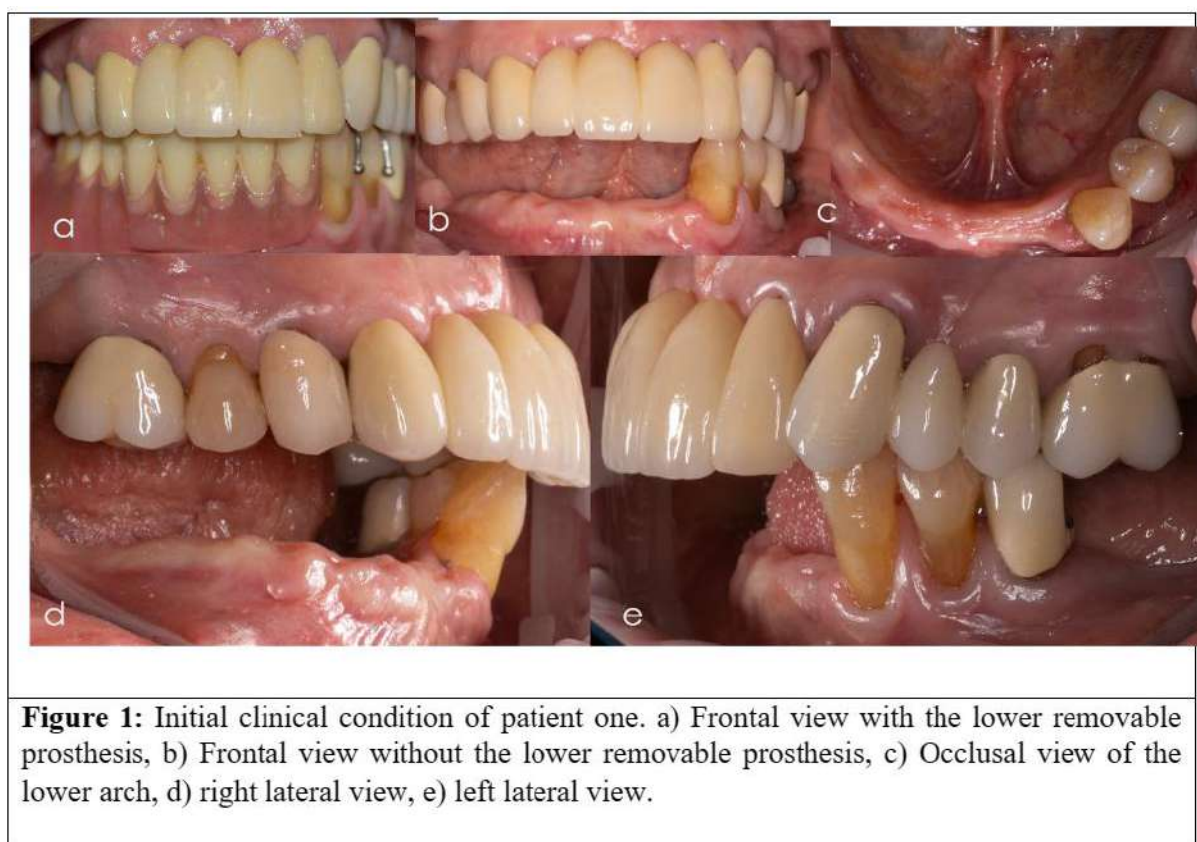 a
b
c
d
e
Figure 1: Initial clinical condition of patient one. a) Frontal view with the lower removable
prosthesis, b) Frontal view without the lower removable prosthesis, c) Occlusal view of the
lower arch, d) right lateral view, e) left lateral view.